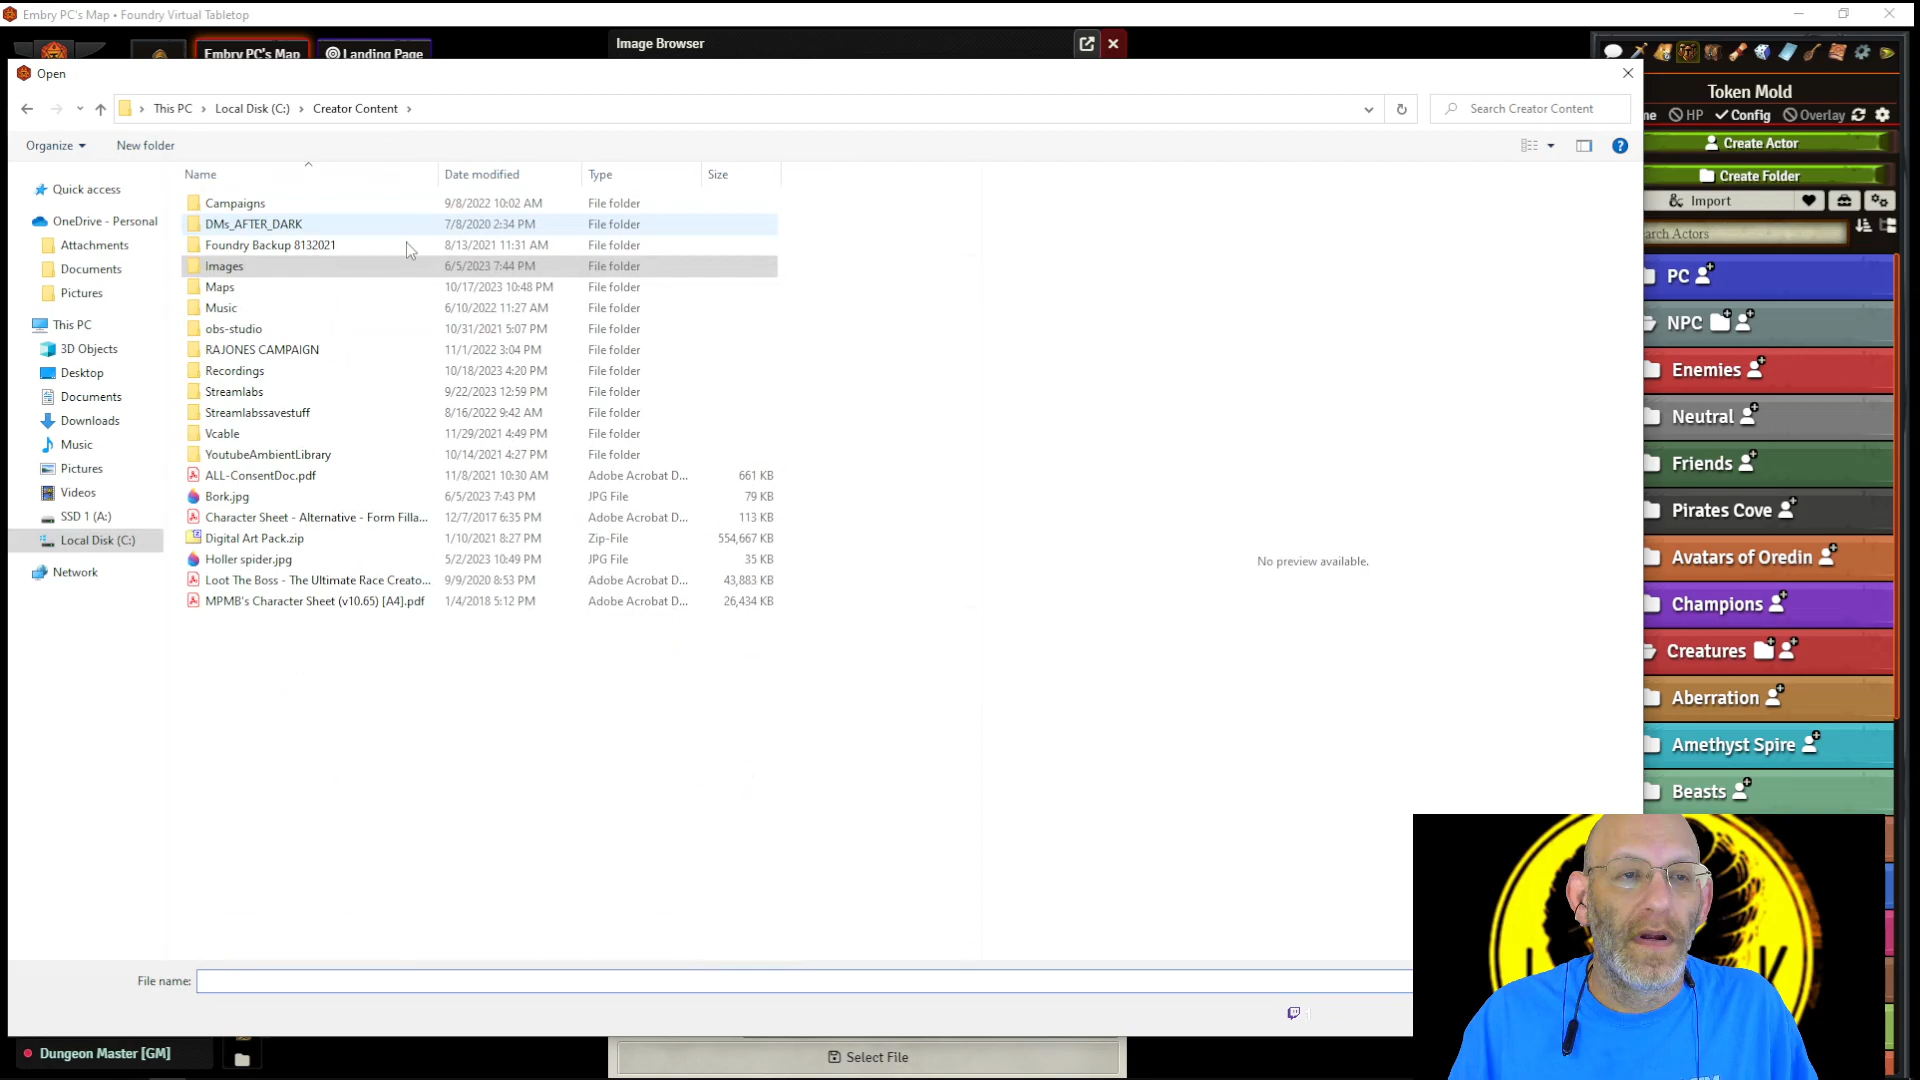 Embry PC's Map • Foundry Virtual Tabletop
Embry PC's Map
Landing Page
Image Browser
Open
This PC > Local Disk (C:) > Creator Content >
Search Creator Content
Organize
New folder
Name
Date modified
Type
Size
Quick access
OneDrive - Personal
Attachments
Documents
Pictures
This PC
3D Objects
Desktop
Documents
Downloads
Music
Pictures
Videos
SSD 1 (A:)
Local Disk (C:)
Network
Campaigns 9/8/2022 10:02 AM File folder
DMs_AFTER_DARK 7/8/2020 2:34 PM File folder
Foundry Backup 8132021 8/13/2021 11:31 AM File folder
Images 6/5/2023 7:44 PM File folder
Maps 10/17/2023 10:48 PM File folder
Music 6/10/2022 11:27 AM File folder
obs-studio 10/31/2021 5:07 PM File folder
RAJONES CAMPAIGN 11/1/2022 3:04 PM File folder
Recordings 10/18/2023 4:20 PM File folder
Streamlabs 9/22/2023 12:59 PM File folder
Streamlabssavestuff 8/16/2022 9:42 AM File folder
Vcable 11/29/2021 4:49 PM File folder
YoutubeAmbientLibrary 10/14/2021 4:27 PM File folder
ALL-ConsentDoc.pdf 11/8/2021 10:30 AM Adobe Acrobat D... 661 KB
Bork.jpg 6/5/2023 7:43 PM JPG File 79 KB
Character Sheet - Alternative - Form Filla... 12/7/2017 6:35 PM Adobe Acrobat D... 113 KB
Digital Art Pack.zip 1/10/2021 8:27 PM Zip-File 554,667 KB
Holler spider.jpg 5/2/2023 10:49 PM JPG File 35 KB
Loot The Boss - The Ultimate Race Creato... 9/9/2020 8:53 PM Adobe Acrobat D... 43,883 KB
MPMB's Character Sheet (v10.65) [A4].pdf 1/4/2018 5:12 PM Adobe Acrobat D... 26,434 KB
No preview available.
File name:
Token Mold
me HP Config Overlay
Create Actor
Create Folder
Import
arch Actors
PC
NPC
Enemies
Neutral
Friends
Pirates Cove
Avatars of Oredin
Champions
Creatures
Aberration
Amethyst Spire
Beasts
Dungeon Master [GM]
Select File